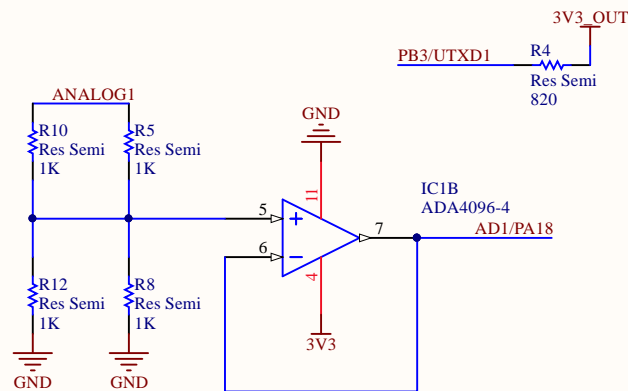 3V3_OUT
PB3/UTXD1
R4
Res Semi
820
ANALOG1
R10
Res Semi
1K
R5
Res Semi
1K
GND
11
IC1B
ADA4096-4
5
7
AD1/PA18
6
4
R12
Res Semi
1K
R8
Res Semi
1K
3V3
GND
GND